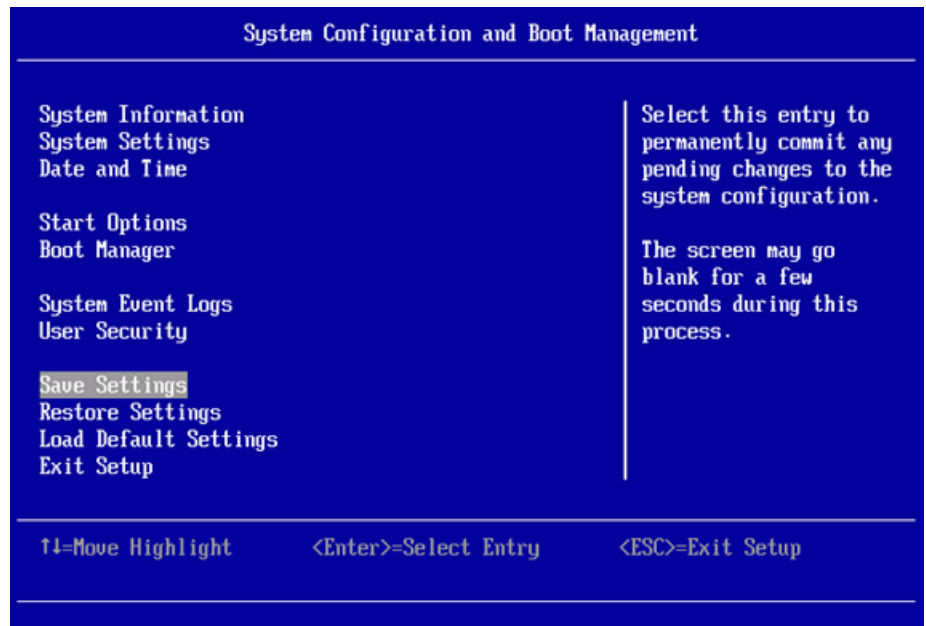 System Configuration and Boot Management
System Information
System Settings
Date and Time
Start Options
Boot Manager
System Event Logs
User Security
Save Settings
Restore Settings
Load Default Settings
Exit Setup
Select this entry to
permanently commit any
pending changes to the
system configuration.
The screen may go
blank for a few
seconds during this
process.
↑↓=Move Highlight <Enter>=Select Entry <ESC>=Exit Setup